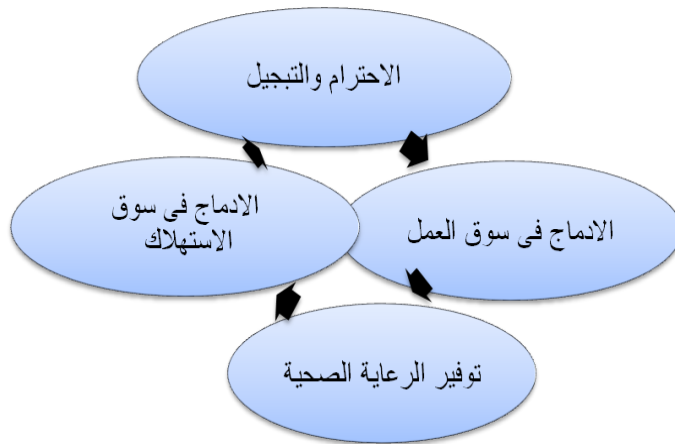 الاحترام والتبجيل
الادماج فى سوق العمل
الادماج فى سوق
الاستهلاك
توفير الرعاية الصحية